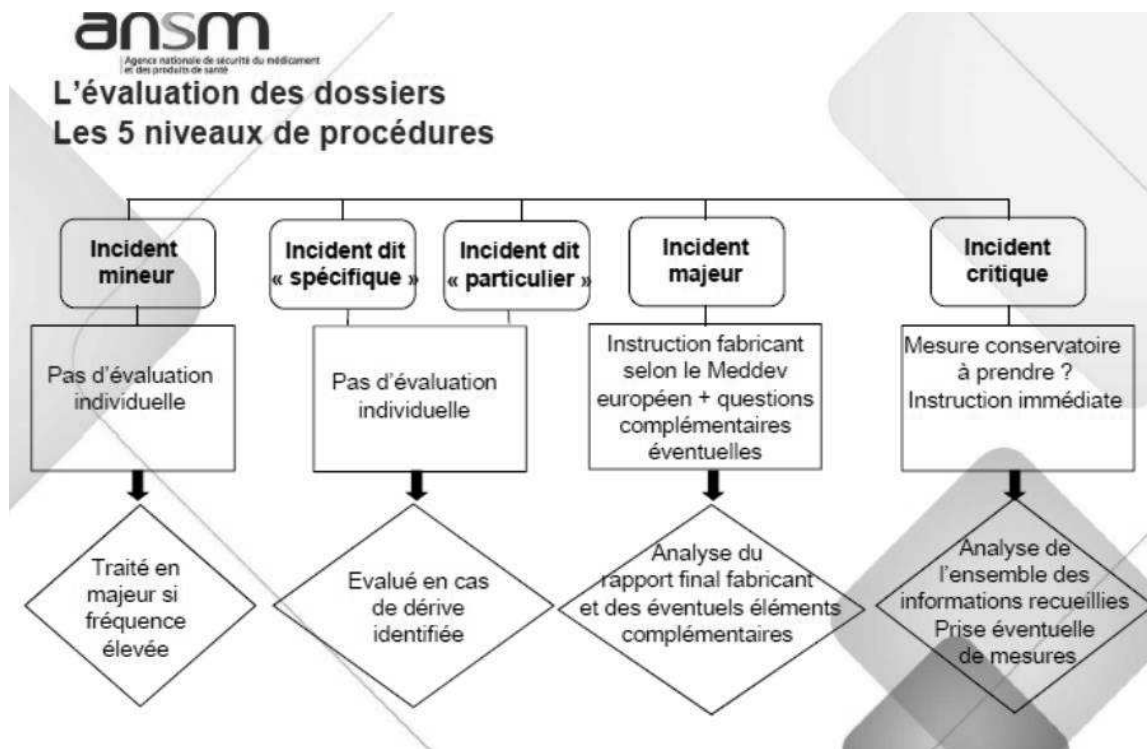 ansm
Agence nationale de sécurité du médicament
et des produits de santé
L'évaluation des dossiers
Les 5 niveaux de procédures
Incident
mineur
Incident dit
« spécifique »
Incident dit
« particulier »
Incident
majeur
Incident
critique
Pas d'évaluation
individuelle
Pas d'évaluation
individuelle
Instruction fabricant
selon le Meddev
européen + questions
complémentaires
éventuelles
Mesure conservatoire
à prendre ?
Instruction immédiate
Traité en
majeur si
fréquence
élevée
Evalué en cas
de dérive
identifiée
Analyse du
rapport final fabricant
et des éventuels éléments
complémentaires
Analyse de
l'ensemble des
informations recueillies
Prise éventuelle
de mesures